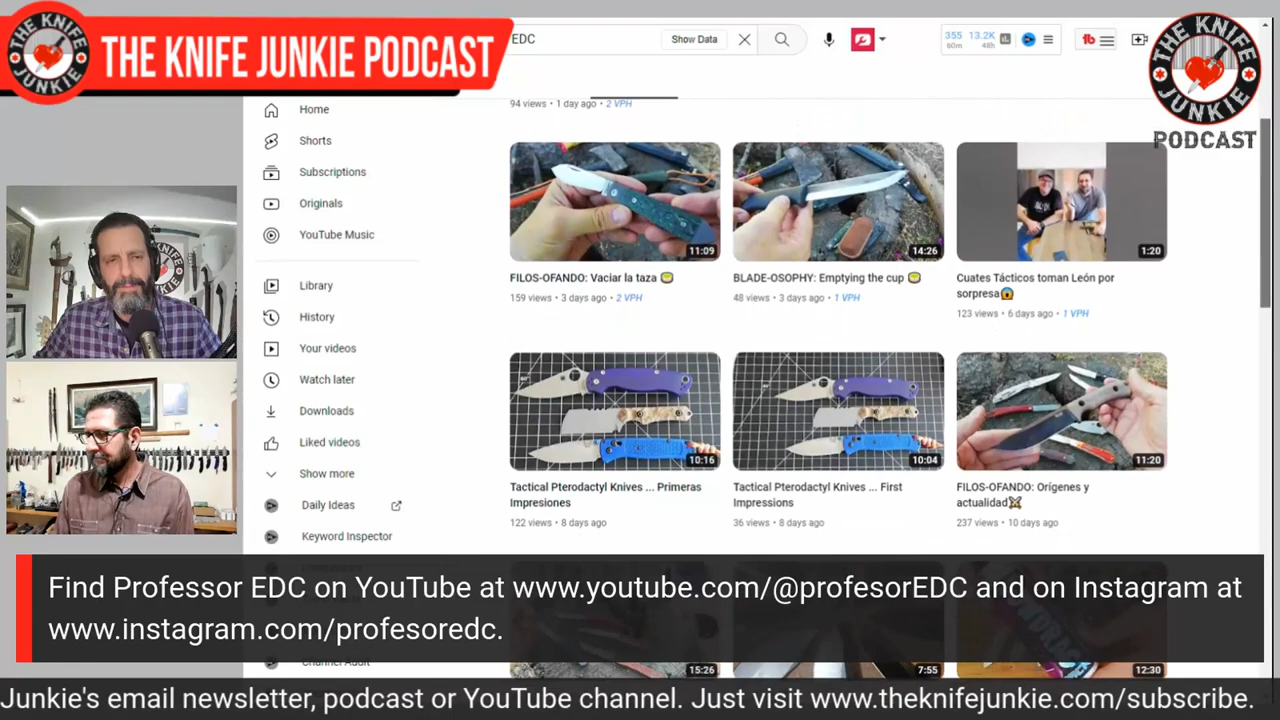 THE KNIFE JUNKIE
THE KNIFE JUNKIE PODCAST
EDC
Show Data
355 13.2K
60m 48h
THE KNIFE
JUNKIE
PODCAST
94 views • 1 day ago • 2 VPH
Home
Shorts
Subscriptions
Originals
YouTube Music
Library
History
Your videos
Watch later
Downloads
Liked videos
Show more
Daily Ideas
Keyword Inspector
Channel Audit
11:09
14:26
1:20
FILOS-OFANDO: Vaciar la taza
159 views • 3 days ago • 2 VPH
BLADE-OSOPHY: Emptying the cup
48 views • 3 days ago • 1 VPH
Cuates Tácticos toman León por
sorpresa
123 views • 6 days ago • 1 VPH
10:16
10:04
11:20
Tactical Pterodactyl Knives ... Primeras
Impresiones
122 views • 8 days ago
Tactical Pterodactyl Knives ... First
Impressions
36 views • 8 days ago
FILOS-OFANDO: Orígenes y
actualidad
237 views • 10 days ago
15:26
7:55
12:30
Find Professor EDC on YouTube at www.youtube.com/@profesorEDC and on Instagram at
www.instagram.com/profesoredc.
Junkie's email newsletter, podcast or YouTube channel. Just visit www.theknifejunkie.com/subscribe.